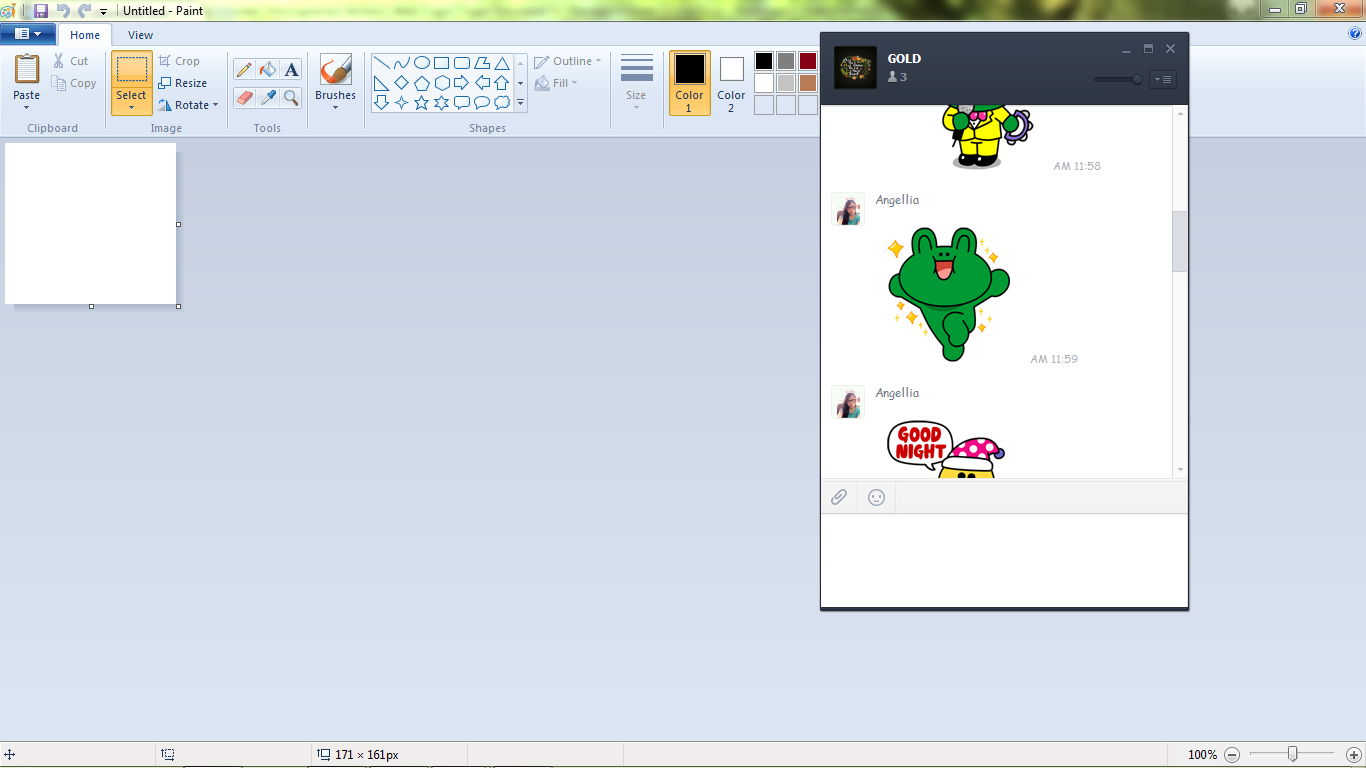 Untitled - Paint
Home
View
Paste
Cut
Copy
Clipboard
Select
Crop
Resize
Rotate
Image
A
Tools
Brushes
Shapes
Outline
Fill
Size
Color
1
Color
2
GOLD
3
AM 11:58
Angellia
AM 11:59
Angellia
GOOD
NIGHT
171 × 161px
100%